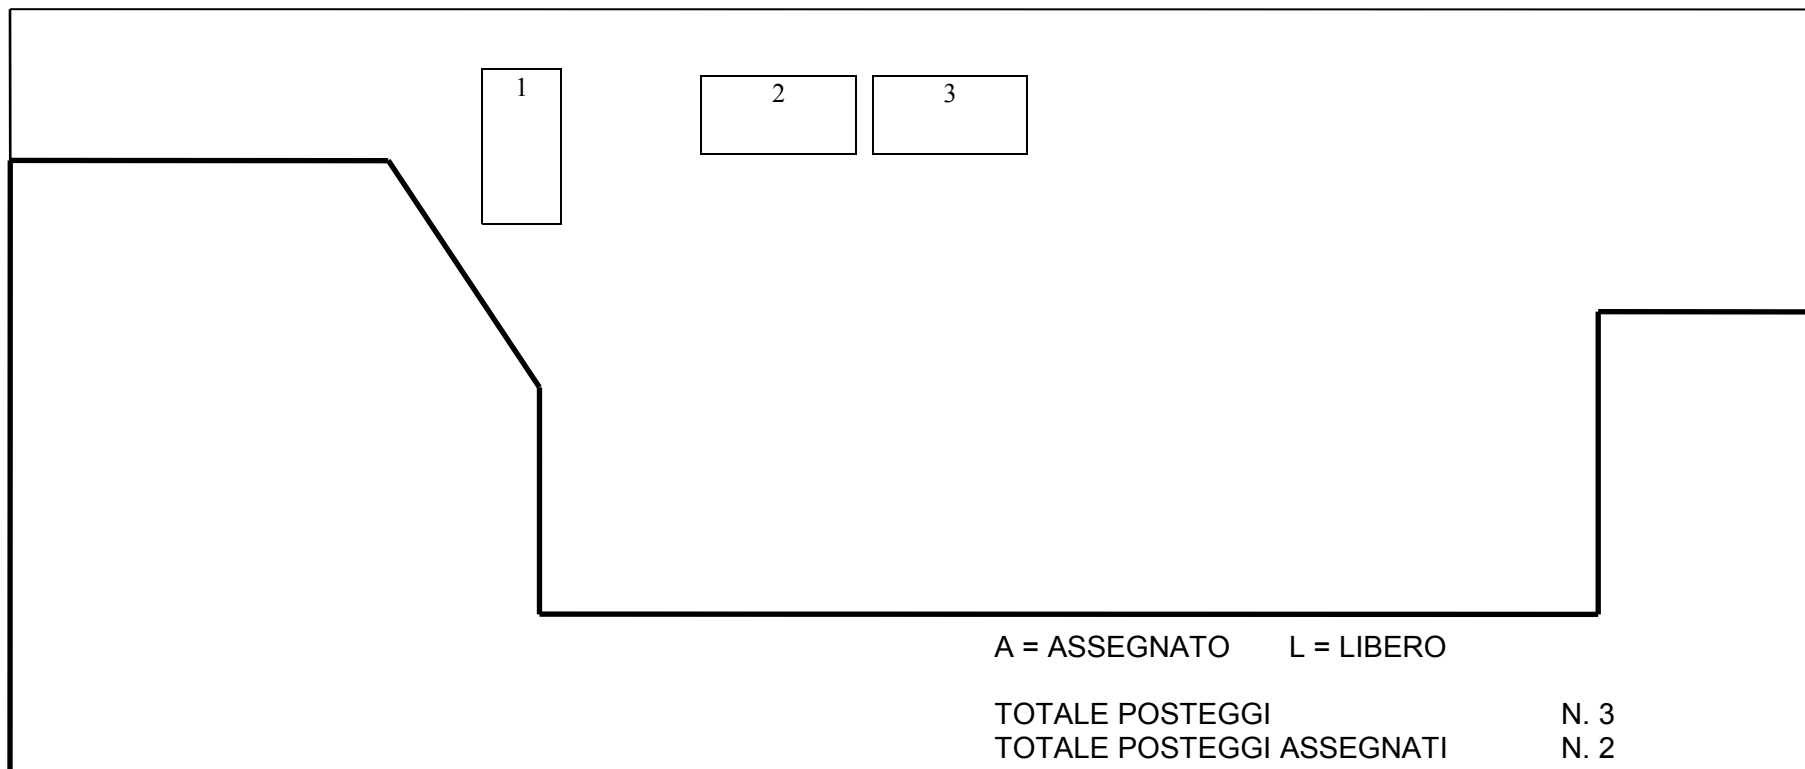 1
2 3
A = ASSEGNATO L = LIBERO
TOTALE POSTEGGI N. 3
TOTALE POSTEGGI ASSEGNATI N. 2